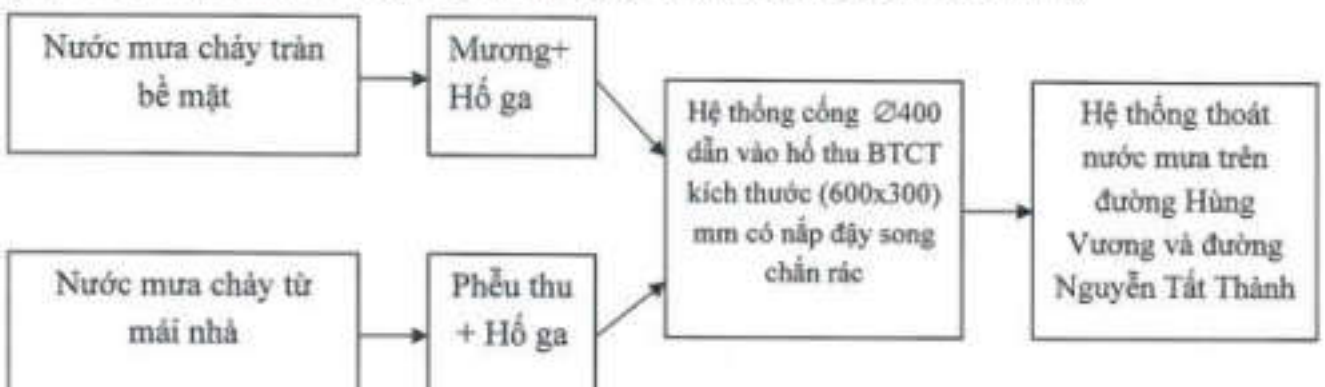 Nước mưa chảy tràn
bề mặt
Mương+
Hố ga
Hệ thống cống ∅400
dẫn vào hố thu BTCT
kích thước (600x300)
mm có nắp đậy song
chắn rác
Hệ thống thoát
nước mưa trên
đường Hùng
Vương và đường
Nguyễn Tất Thành
Nước mưa chảy từ
mái nhà
Phễu thu
+ Hố ga